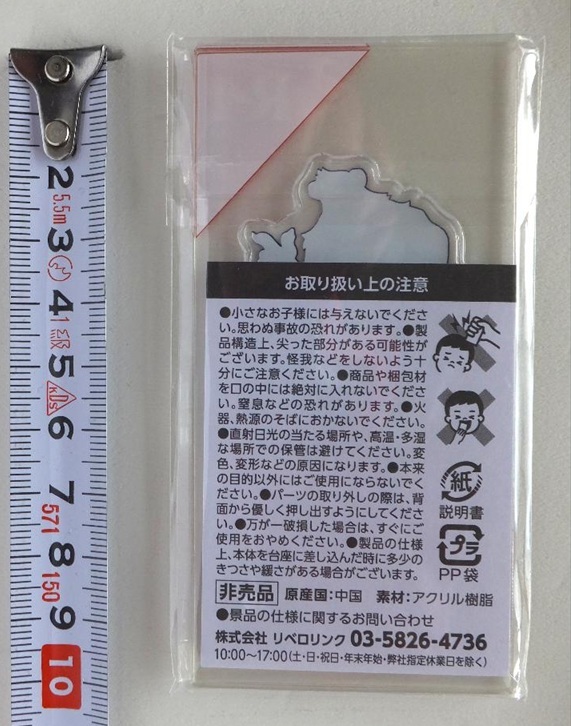 2
5.5m
3
4
1級
5
KDS
6
7
571
8
150
9
10
お取り扱い上の注意
●小さなお子様には与えないでくださ
い。思わぬ事故の恐れがあります。●製
品構造上、尖った部分がある可能性が
ございます。怪我などをしないよう十
分にご注意ください。●商品や梱包材
を口の中には絶対に入れないでくださ
い。窒息などの恐れがあります。●火
器、熱源のそばにおかないでください。
●直射日光の当たる場所や、高温・多湿
な場所での保管は避けてください。変
色、変形などの原因になります。●本来
の目的以外にはご使用にならないでく
ださい。●パーツの取り外しの際は、背
面から優しく押し出すようにしてくださ
い。●万が一破損した場合は、すぐにご
使用をおやめください。●製品の仕様
上、本体を台座に差し込んだ時に多少の
きつさや緩さがある場合がございます。
紙
説明書
プラ
PP袋
非売品 原産国:中国 素材:アクリル樹脂
●景品の仕様に関するお問い合わせ
株式会社 リベロリンク 03-5826-4736
10:00〜17:00(土・日・祝日・年末年始・弊社指定休業日を除く)